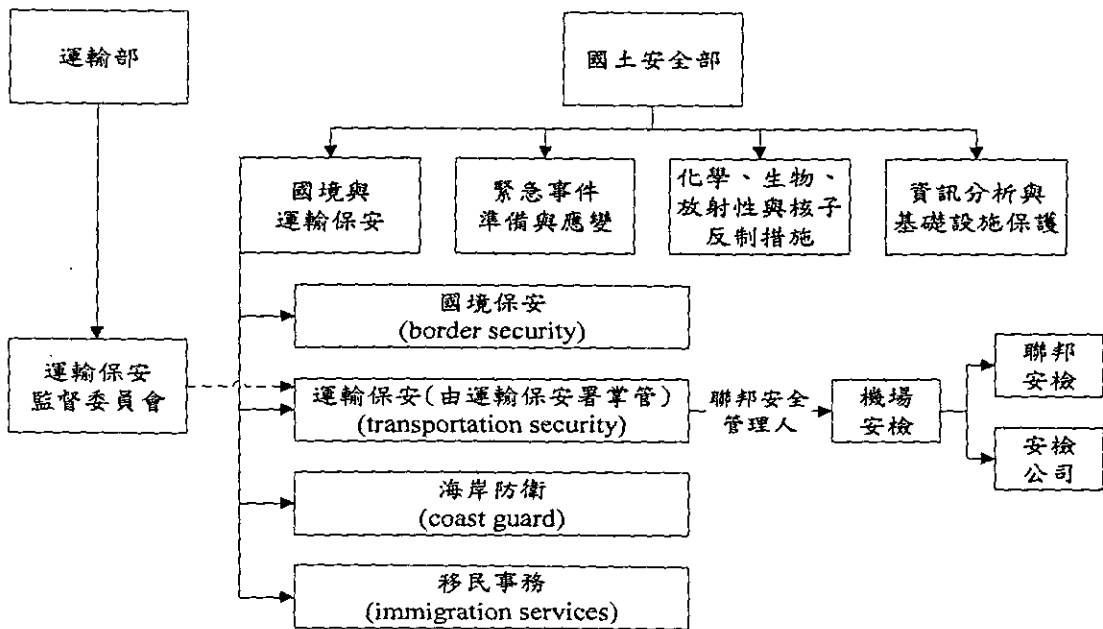 運輸部
國土安全部
國境與
運輸保安
緊急事件
準備與應變
化學、生物、
放射性與核子
反制措施
資訊分析與
基礎設施保護
國境保安
(border security)
運輸保安
監督委員會
運輸保安(由運輸保安署掌管)
(transportation security)
聯邦安全
管理人
機場
安檢
聯邦
安檢
安檢
公司
海岸防衛
(coast guard)
移民事務
(immigration services)